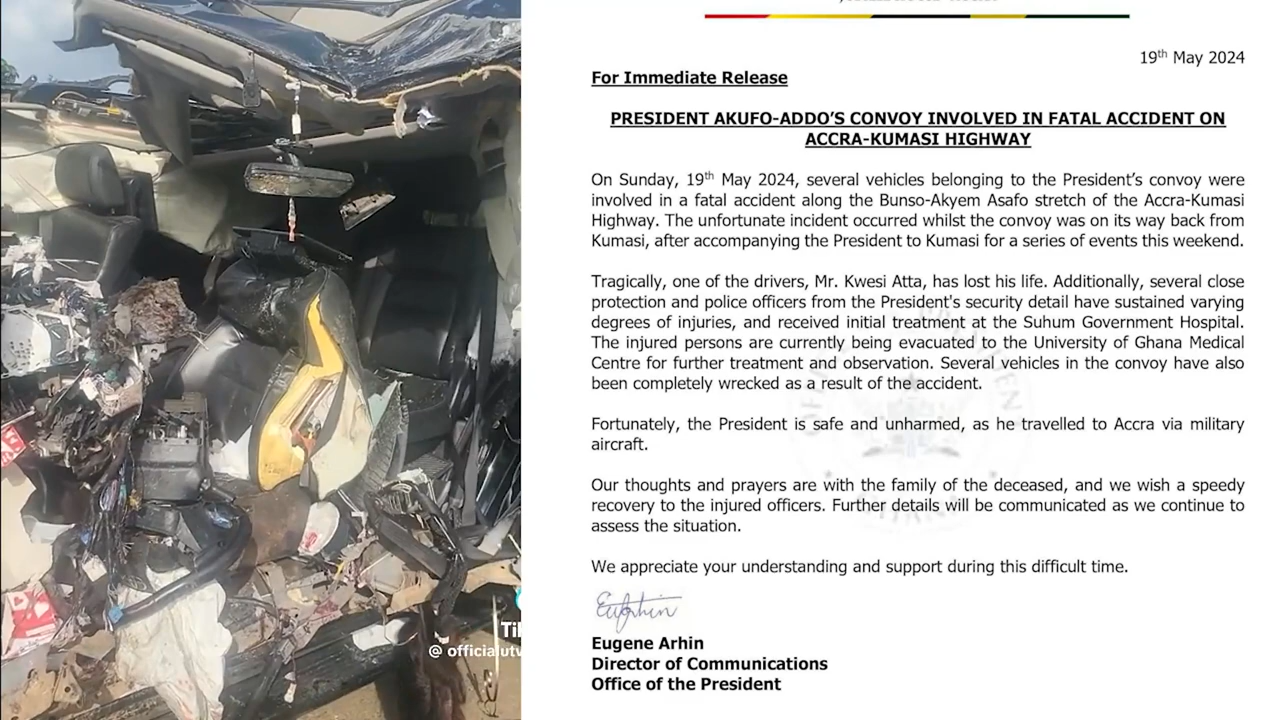 19th May 2024
For Immediate Release
PRESIDENT AKUFO-ADDO’S CONVOY INVOLVED IN FATAL ACCIDENT ON
ACCRA-KUMASI HIGHWAY
On Sunday, 19th May 2024, several vehicles belonging to the President’s convoy were
involved in a fatal accident along the Bunso-Akyem Asafo stretch of the Accra-Kumasi
Highway. The unfortunate incident occurred whilst the convoy was on its way back from
Kumasi, after accompanying the President to Kumasi for a series of events this weekend.
Tragically, one of the drivers, Mr. Kwesi Atta, has lost his life. Additionally, several close
protection and police officers from the President's security detail have sustained varying
degrees of injuries, and received initial treatment at the Suhum Government Hospital.
The injured persons are currently being evacuated to the University of Ghana Medical
Centre for further treatment and observation. Several vehicles in the convoy have also
been completely wrecked as a result of the accident.
Fortunately, the President is safe and unharmed, as he travelled to Accra via military
aircraft.
Our thoughts and prayers are with the family of the deceased, and we wish a speedy
recovery to the injured officers. Further details will be communicated as we continue to
assess the situation.
We appreciate your understanding and support during this difficult time.
Eugene Arhin
Director of Communications
Office of the President
@ officialutv